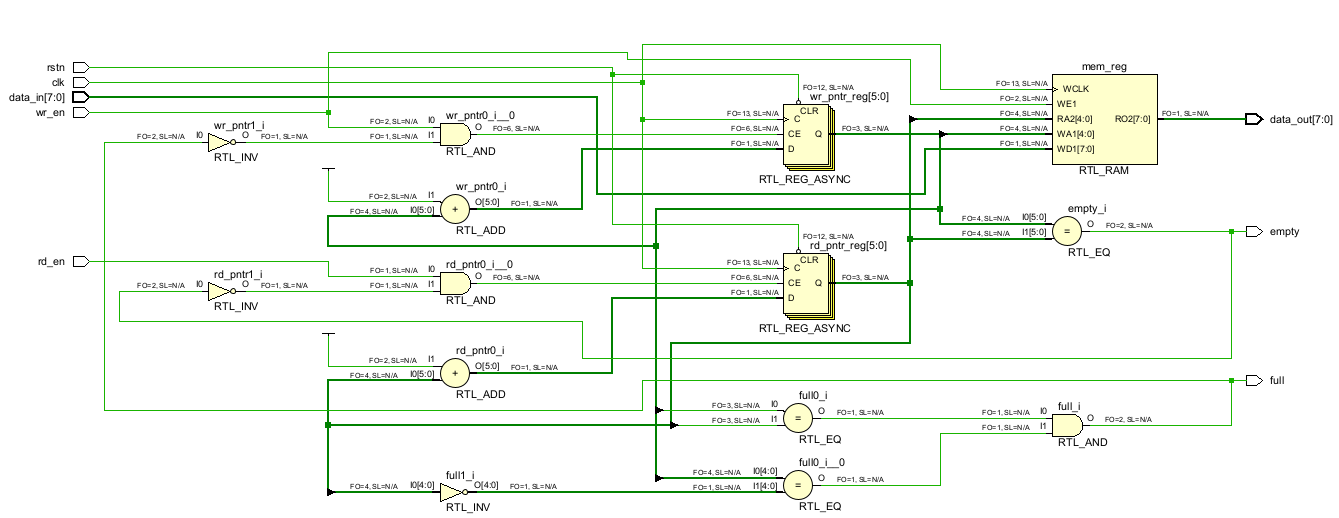 mem_reg
rstn
clk
data_in[7:0]
wr_en
FO=12, SL=N/A
wr_pntr_reg[5:0]
CLR
FO=13, SL=N/A C
FO=6, SL=N/A CE Q FO=3, SL=N/A
FO=1, SL=N/A D
RTL_REG_ASYNC
FO=13, SL=N/A WCLK
FO=2, SL=N/A WE1
FO=4, SL=N/A RA2[4:0] RO2[7:0] FO=1, SL=N/A data_out[7:0]
FO=4, SL=N/A WA1[4:0]
FO=1, SL=N/A WD1[7:0]
RTL_RAM
wr_pntr1_i
FO=2, SL=N/A I0 O FO=1, SL=N/A
RTL_INV
wr_pntr0_i__0
FO=2, SL=N/A I0 O FO=6, SL=N/A
FO=1, SL=N/A I1
RTL_AND
wr_pntr0_i
FO=2, SL=N/A I1 O[5:0] FO=1, SL=N/A
FO=4, SL=N/A I0[5:0] +
RTL_ADD
empty_i
FO=4, SL=N/A I0[5:0] O FO=2, SL=N/A empty
FO=4, SL=N/A I1[5:0] =
RTL_EQ
rd_en
FO=12, SL=N/A
rd_pntr_reg[5:0]
CLR
FO=13, SL=N/A C
FO=6, SL=N/A CE Q FO=3, SL=N/A
FO=1, SL=N/A D
RTL_REG_ASYNC
rd_pntr1_i
FO=2, SL=N/A I0 O FO=1, SL=N/A
RTL_INV
rd_pntr0_i__0
FO=1, SL=N/A I0 O FO=6, SL=N/A
FO=1, SL=N/A I1
RTL_AND
rd_pntr0_i
FO=2, SL=N/A I1 O[5:0] FO=1, SL=N/A
FO=4, SL=N/A I0[5:0] +
RTL_ADD
full
full0_i
FO=3, SL=N/A I0 O FO=1, SL=N/A
FO=3, SL=N/A I1 =
RTL_EQ
full_i
FO=1, SL=N/A I0 O FO=2, SL=N/A
FO=1, SL=N/A I1
RTL_AND
full1_i
FO=4, SL=N/A I0[4:0] O[4:0] FO=1, SL=N/A
RTL_INV
full0_i__0
FO=4, SL=N/A I0[4:0] O FO=1, SL=N/A
FO=1, SL=N/A I1[4:0] =
RTL_EQ